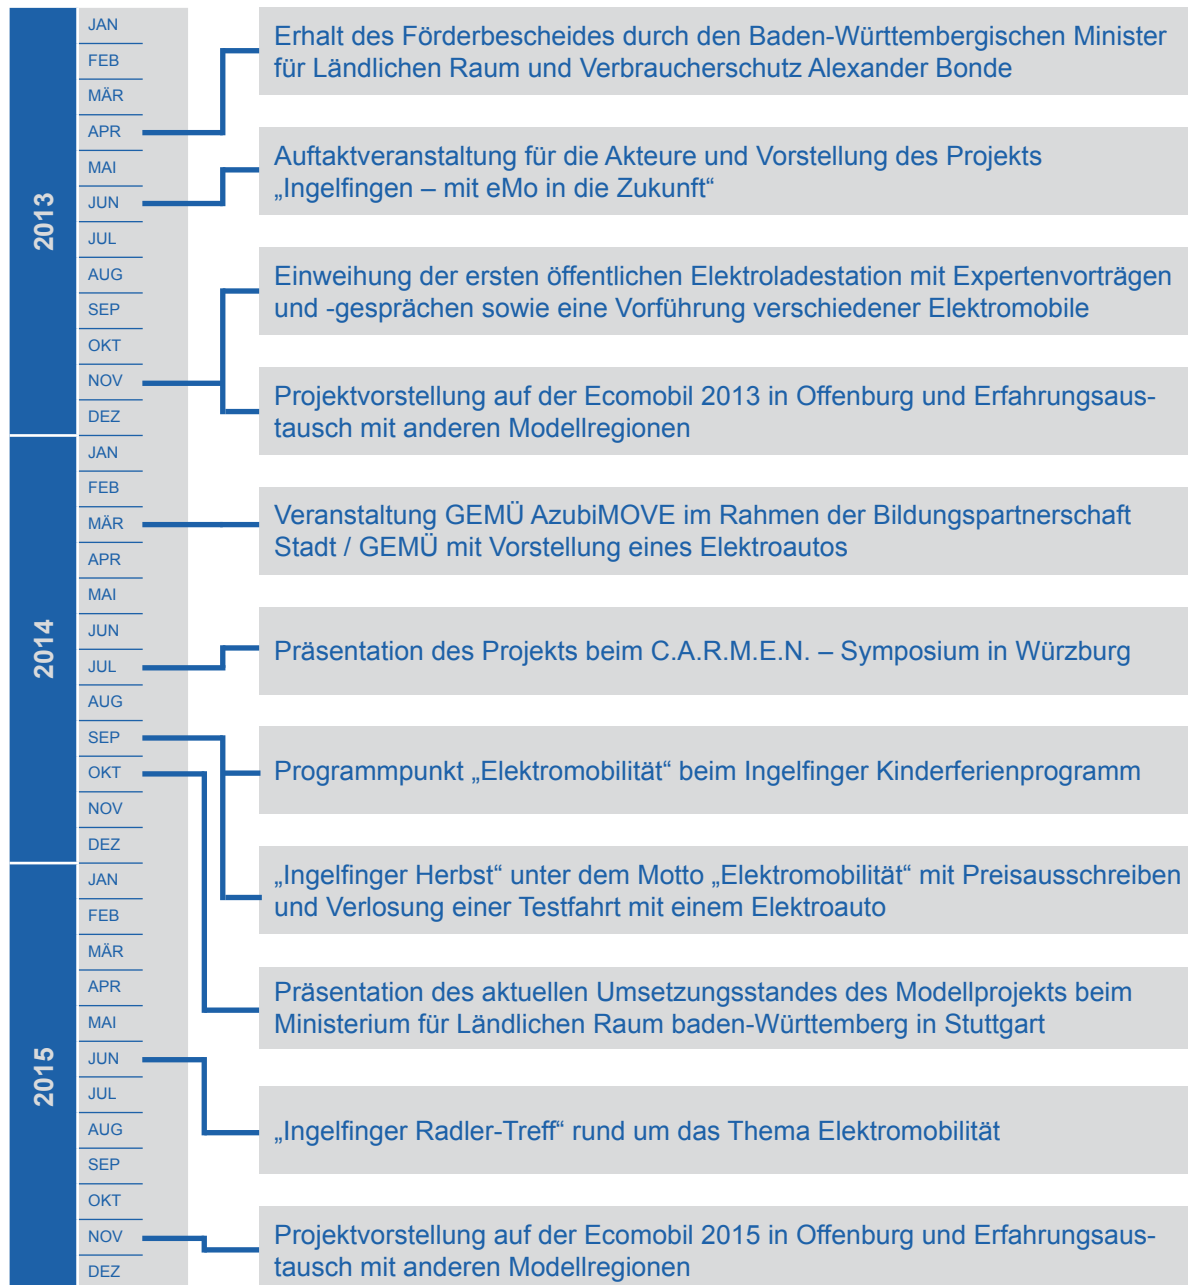 2013
JAN
FEB
MÄR
APR
MAI
JUN
JUL
AUG
SEP
OKT
NOV
DEZ
2014
JAN
FEB
MÄR
APR
MAI
JUN
JUL
AUG
SEP
OKT
NOV
DEZ
2015
JAN
FEB
MÄR
APR
MAI
JUN
JUL
AUG
SEP
OKT
NOV
DEZ
Erhalt des Förderbescheides durch den Baden-Württembergischen Minister
für Ländlichen Raum und Verbraucherschutz Alexander Bonde
Auftaktveranstaltung für die Akteure und Vorstellung des Projekts
„Ingelfingen – mit eMo in die Zukunft“
Einweihung der ersten öffentlichen Elektroladestation mit Expertenvorträgen
und -gesprächen sowie eine Vorführung verschiedener Elektromobile
Projektvorstellung auf der Ecomobil 2013 in Offenburg und Erfahrungsaus-
tausch mit anderen Modellregionen
Veranstaltung GEMÜ AzubiMOVE im Rahmen der Bildungspartnerschaft
Stadt / GEMÜ mit Vorstellung eines Elektroautos
Präsentation des Projekts beim C.A.R.M.E.N. – Symposium in Würzburg
Programmpunkt „Elektromobilität“ beim Ingelfinger Kinderferienprogramm
„Ingelfinger Herbst“ unter dem Motto „Elektromobilität“ mit Preisausschreiben
und Verlosung einer Testfahrt mit einem Elektroauto
Präsentation des aktuellen Umsetzungsstandes des Modellprojekts beim
Ministerium für Ländlichen Raum baden-Württemberg in Stuttgart
„Ingelfinger Radler-Treff“ rund um das Thema Elektromobilität
Projektvorstellung auf der Ecomobil 2015 in Offenburg und Erfahrungsaus-
tausch mit anderen Modellregionen